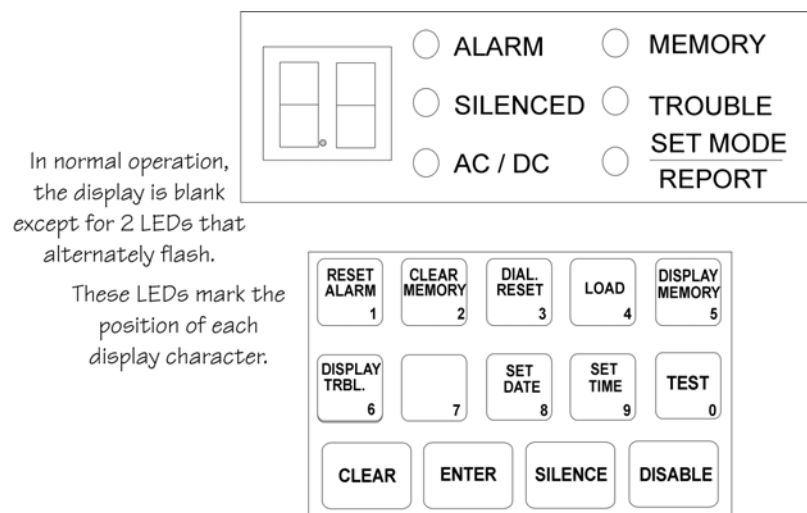 ALARM
MEMORY
SILENCED
TROUBLE
AC / DC
SET MODE
REPORT
In normal operation,
the display is blank
except for 2 LEDs that
alternately flash.
These LEDs mark the
position of each
display character.
RESET
ALARM
1
CLEAR
MEMORY
2
DIAL.
RESET
3
LOAD
4
DISPLAY
MEMORY
5
DISPLAY
TRBL.
6
7
SET
DATE
8
SET
TIME
9
TEST
0
CLEAR
ENTER
SILENCE
DISABLE